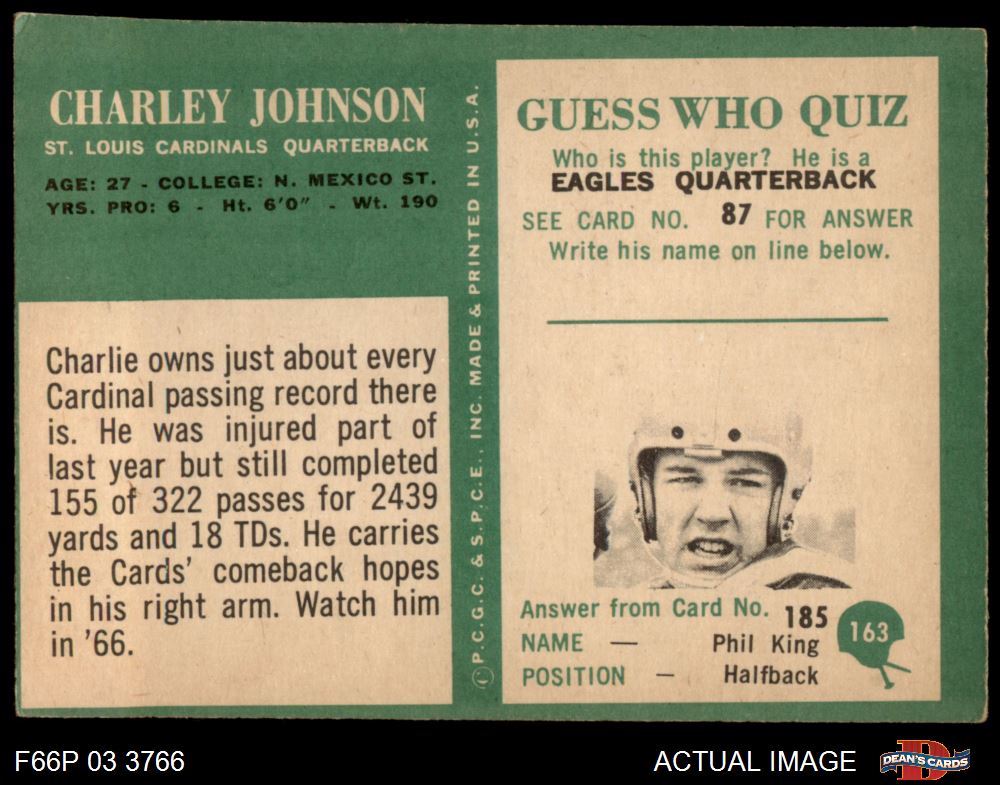 CHARLEY JOHNSON
ST. LOUIS CARDINALS QUARTERBACK
AGE: 27 - COLLEGE: N. MEXICO ST.
YRS. PRO: 6 - Ht. 6'0" - Wt. 190
Charlie owns just about every
Cardinal passing record there
is. He was injured part of
last year but still completed
155 of 322 passes for 2439
yards and 18 TDs. He carries
the Cards' comeback hopes
in his right arm. Watch him
in '66.
©P.C.G.C. & S.P.C.E., INC. MADE & PRINTED IN U.S.A.
GUESS WHO QUIZ
Who is this player? He is a
EAGLES QUARTERBACK
SEE CARD NO. 87 FOR ANSWER
Write his name on line below.
Answer from Card No. 185
NAME — Phil King
POSITION — Halfback
163
F66P 03 3766
ACTUAL IMAGE
D
DEAN'S CARDS